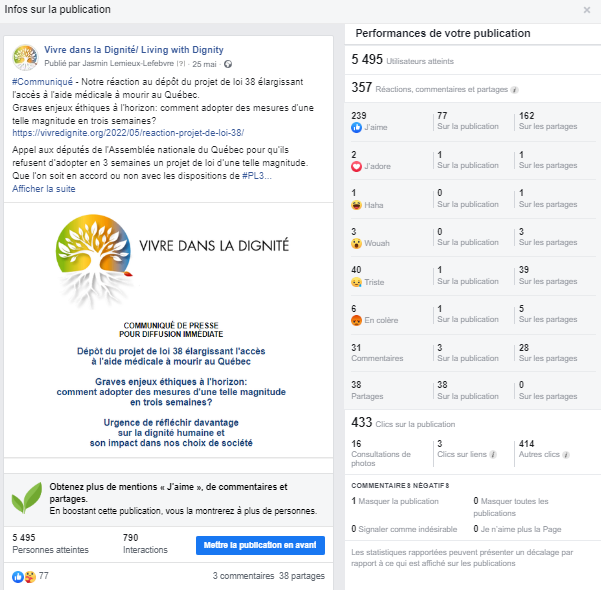 Infos sur la publication
Vivre dans la Dignité/ Living with Dignity
Publié par Jasmin Lemieux-Lefebvre [?] · 25 mai ·
#Communiqué - Notre réaction au dépôt du projet de loi 38 élargissant
l'accès à l'aide médicale à mourir au Québec.
Graves enjeux éthiques à l'horizon: comment adopter des mesures d'une
telle magnitude en trois semaines?
https://vivredignite.org/2022/05/reaction-projet-de-loi-38/
Appel aux députés de l'Assemblée nationale du Québec pour qu'ils
refusent d'adopter en 3 semaines un projet de loi d'une telle magnitude.
Que l'on soit en accord ou non avec les dispositions de #PL3...
Afficher la suite
VIVRE DANS LA DIGNITÉ
COMMUNIQUÉ DE PRESSE
POUR DIFFUSION IMMÉDIATE
Dépôt du projet de loi 38 élargissant l'accès
à l'aide médicale à mourir au Québec
Graves enjeux éthiques à l'horizon:
comment adopter des mesures d'une telle magnitude
en trois semaines?
Urgence de réfléchir davantage
sur la dignité humaine et
son impact dans nos choix de société
Obtenez plus de mentions « J'aime », de commentaires et
partages.
En boostant cette publication, vous la montrerez à plus de personnes.
5 495 790
Personnes atteintes Interactions Mettre la publication en avant
77 3 commentaires 38 partages
Performances de votre publication
5 495 Utilisateurs atteints
357 Réactions, commentaires et partages
239 77 162
J'aime Sur la publication Sur les partages
2 1 1
J'adore Sur la publication Sur les partages
1 0 1
Haha Sur la publication Sur les partages
3 0 3
Wouah Sur la publication Sur les partages
40 1 39
Triste Sur la publication Sur les partages
6 1 5
En colère Sur la publication Sur les partages
31 3 28
Commentaires Sur la publication Sur les partages
38 38 0
Partages Sur la publication Sur les partages
433 Clics sur la publication
16 3 414
Consultations de photos Clics sur liens Autres clics
COMMENTAIRES NÉGATIFS
1 Masquer la publication 0 Masquer toutes les publications
0 Signaler comme indésirable 0 Je n'aime plus la Page
Les statistiques rapportées peuvent présenter un décalage par
rapport à ce qui est affiché sur les publications